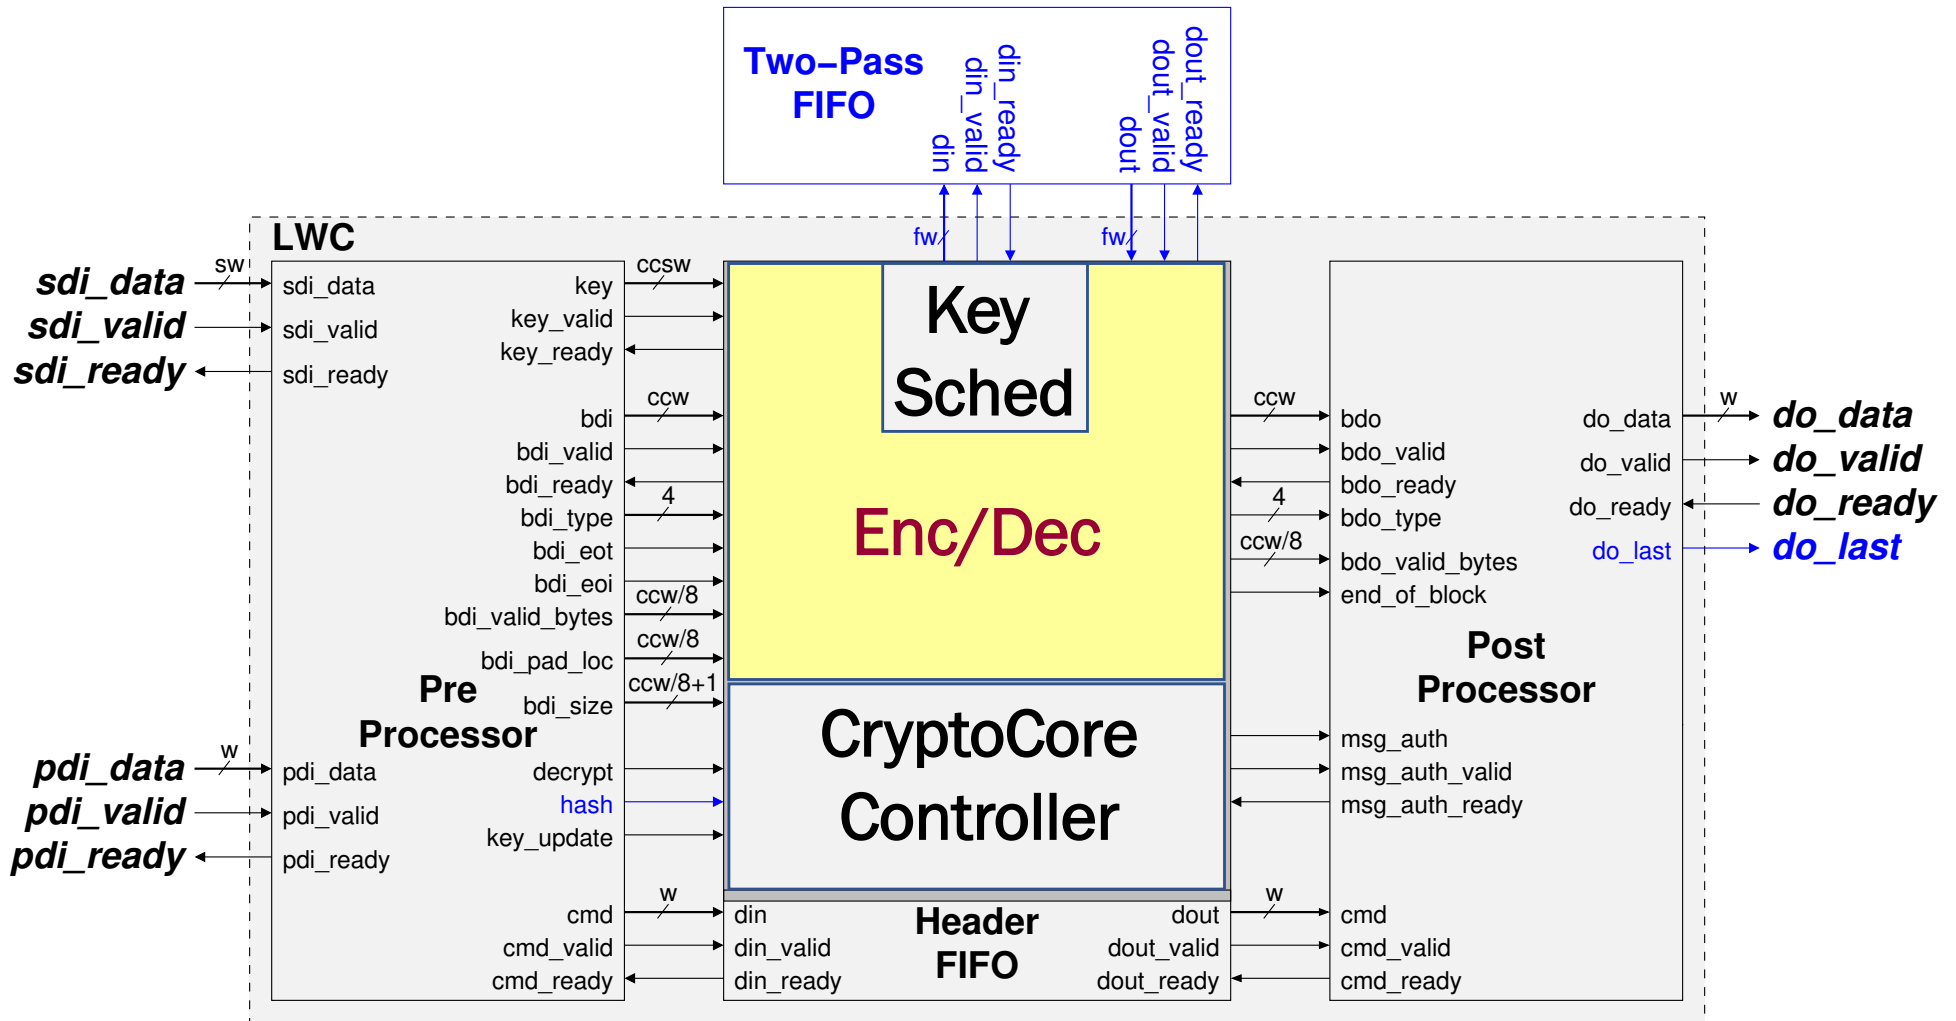 Two–Pass
FIFO
din
din_valid
din_ready
dout
dout_valid
dout_ready
fw
fw
LWC
sdi_data
sdi_valid
sdi_ready
pdi_data
pdi_valid
pdi_ready
sw
w
sdi_data
sdi_valid
sdi_ready
Pre
Processor
pdi_data
pdi_valid
pdi_ready
key
key_valid
key_ready
bdi
bdi_valid
bdi_ready
bdi_type
bdi_eot
bdi_eoi
bdi_valid_bytes
bdi_pad_loc
bdi_size
decrypt
hash
key_update
cmd
cmd_valid
cmd_ready
ccsw
ccw
4
ccw/8
ccw/8
ccw/8+1
w
Key
Sched
Enc/Dec
CryptoCore
Controller
din
din_valid
din_ready
Header
FIFO
dout
dout_valid
dout_ready
ccw
4
ccw/8
w
bdo
bdo_valid
bdo_ready
bdo_type
bdo_valid_bytes
end_of_block
Post
Processor
msg_auth
msg_auth_valid
msg_auth_ready
cmd
cmd_valid
cmd_ready
do_data
do_valid
do_ready
do_last
w
do_data
do_valid
do_ready
do_last